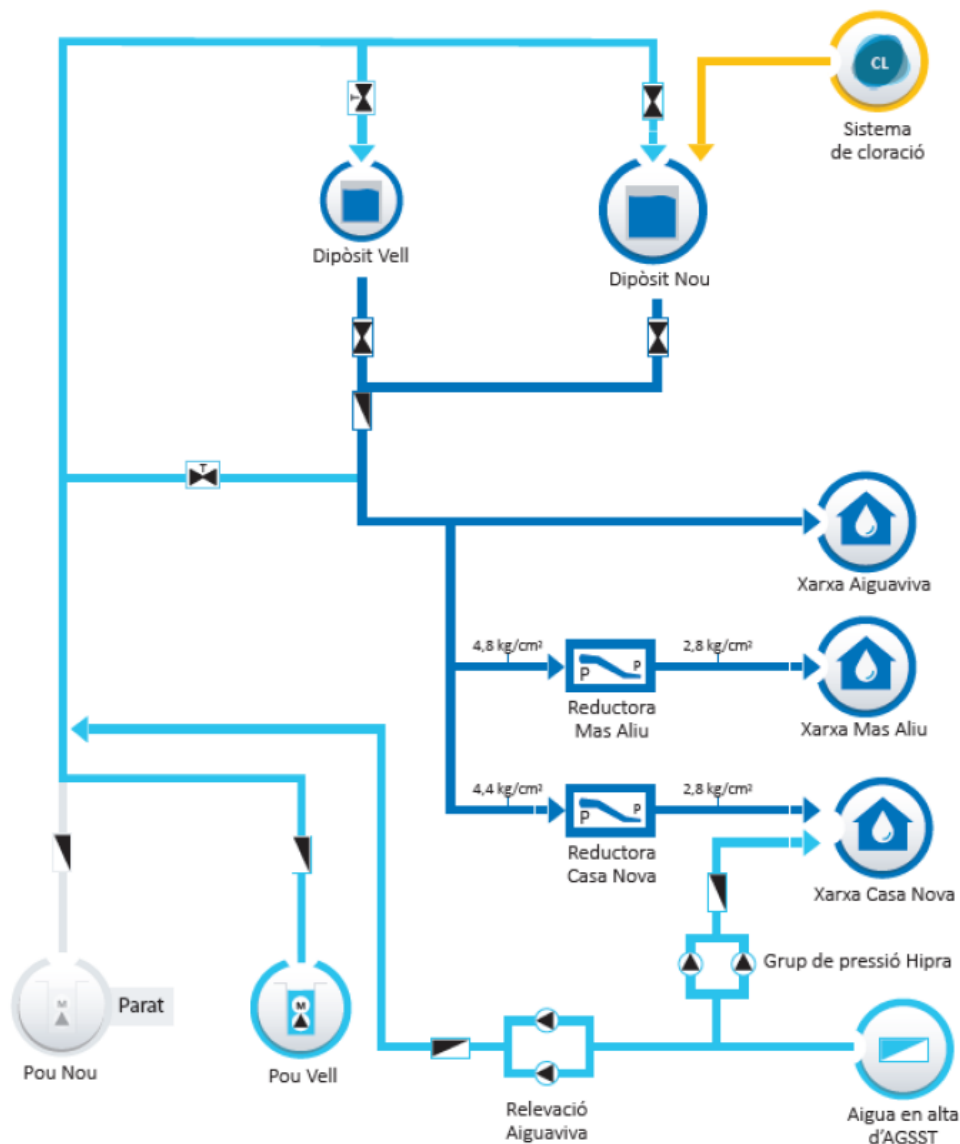 CL
Sistema
de cloració
T
Dipòsit Vell
Dipòsit Nou
T
Xarxa Aiguaviva
4,8 kg/cm²
2,8 kg/cm²
P
P
Reductora
Mas Aliu
Xarxa Mas Aliu
4,4 kg/cm²
2,8 kg/cm²
P
P
Reductora
Casa Nova
Xarxa Casa Nova
Grup de pressió Hipra
M
Parat
Pou Nou
M
Pou Vell
Relevació
Aiguaviva
Aigua en alta
d'AGSST